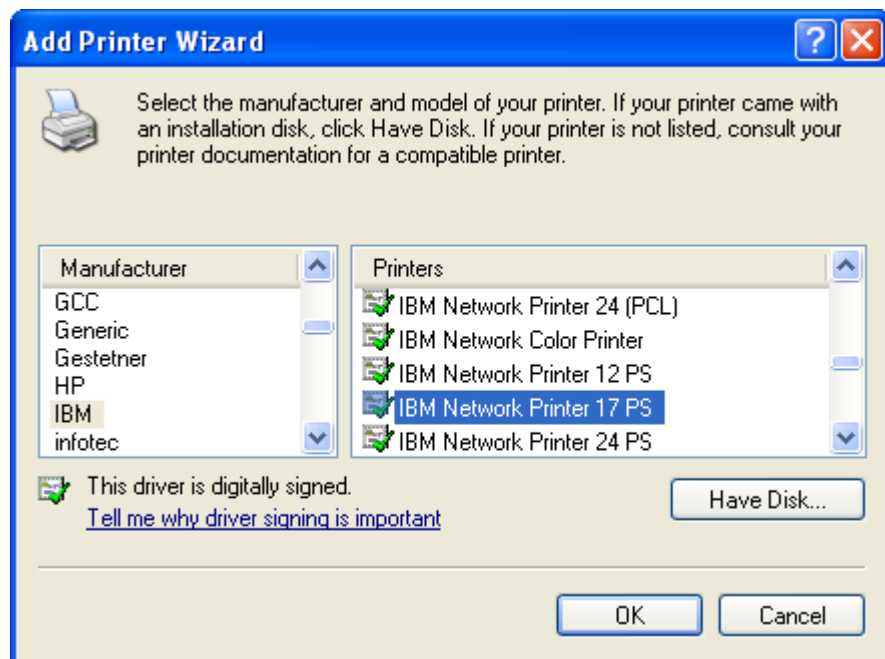 Add Printer Wizard
Select the manufacturer and model of your printer. If your printer came with
an installation disk, click Have Disk. If your printer is not listed, consult your
printer documentation for a compatible printer.
Manufacturer
GCC
Generic
Gestetner
HP
IBM
infotec
Printers
IBM Network Printer 24 (PCL)
IBM Network Color Printer
IBM Network Printer 12 PS
IBM Network Printer 17 PS
IBM Network Printer 24 PS
This driver is digitally signed.
Tell me why driver signing is important
Have Disk...
OK
Cancel